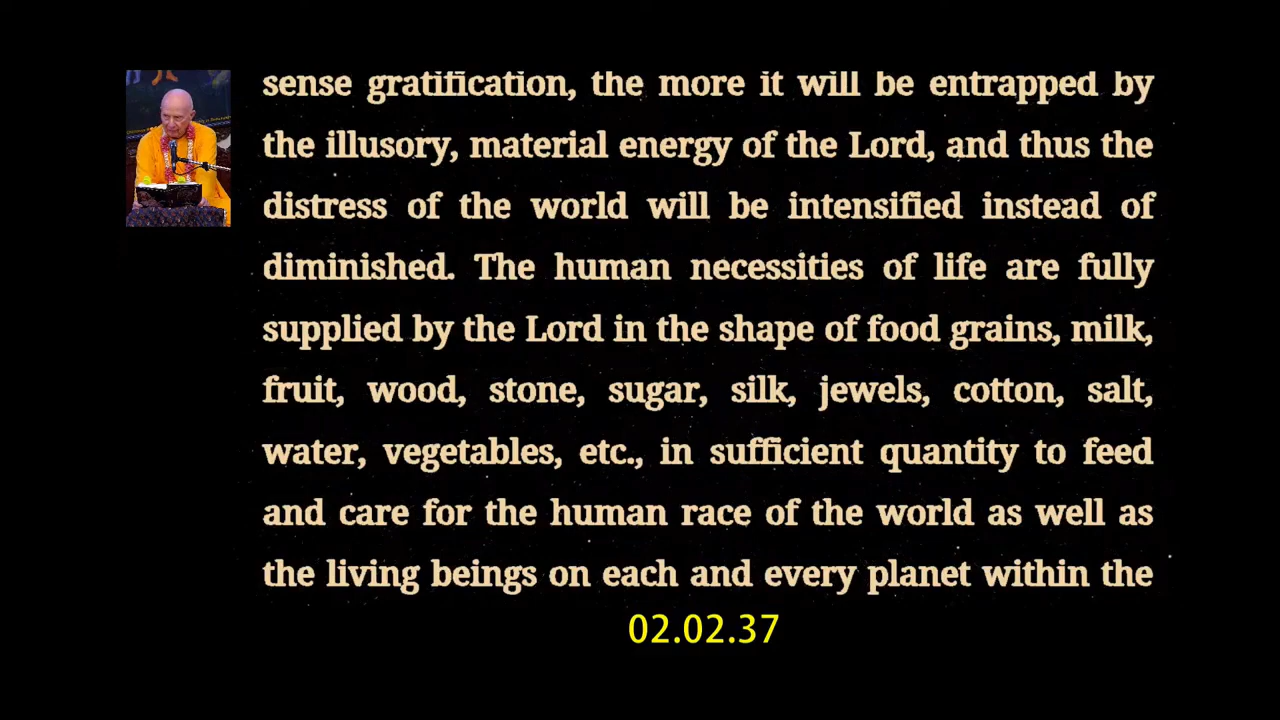 sense gratification, the more it will be entrapped by
the illusory, material energy of the Lord, and thus the
distress of the world will be intensified instead of
diminished. The human necessities of life are fully
supplied by the Lord in the shape of food grains, milk,
fruit, wood, stone, sugar, silk, jewels, cotton, salt,
water, vegetables, etc., in sufficient quantity to feed
and care for the human race of the world as well as
the living beings on each and every planet within the
02.02.37